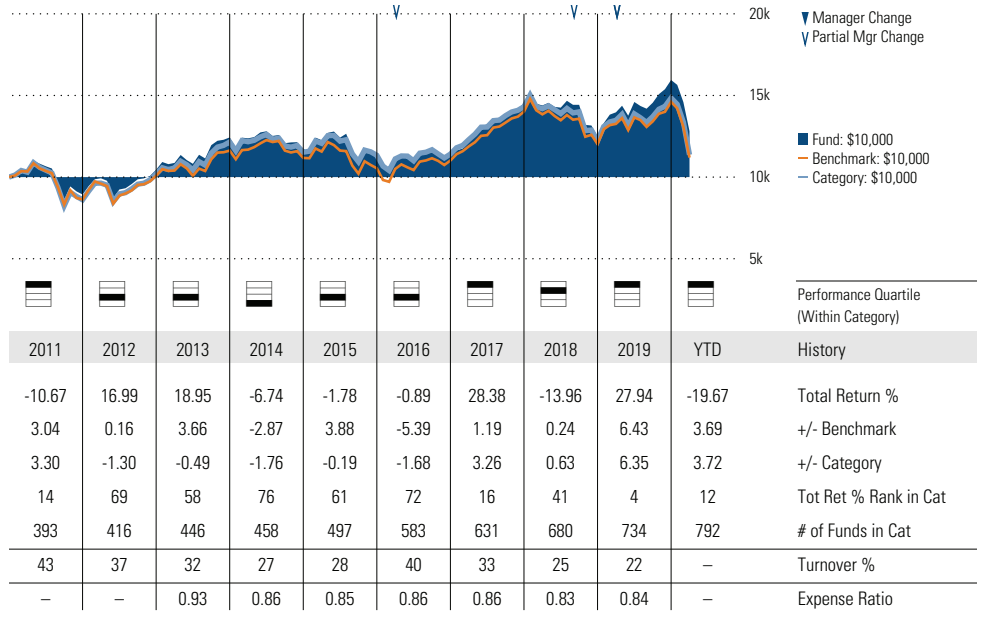 20k
▼ Manager Change
Partial Mgr Change
15k
Fund: $10,000
Benchmark: $10,000
10k
Category: $10,000
5k
Performance Quartile
(Within Category)
2011 2012 2013 2014 2015 2016 2017 2018 2019 YTD History
-10.67 16.99 18.95 -6.74 -1.78 -0.89 28.38 -13.96 27.94 -19.67 Total Return %
3.04 0.16 3.66 -2.87 3.88 -5.39 1.19 0.24 6.43 3.69 +/- Benchmark
3.30 -1.30 -0.49 -1.76 -0.19 -1.68 3.26 0.63 6.35 3.72 +/- Category
14 69 58 76 61 72 16 41 4 12 Tot Ret % Rank in Cat
393 416 446 458 497 583 631 680 734 792 # of Funds in Cat
43 37 32 27 28 40 33 25 22 – Turnover %
– – 0.93 0.86 0.85 0.86 0.86 0.83 0.84 – Expense Ratio